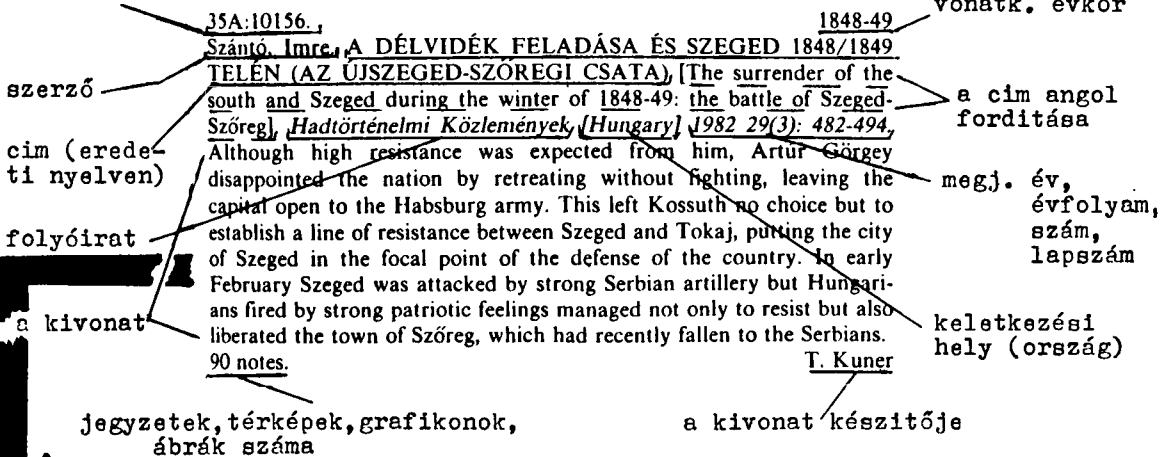 vonatk. évkör
35A:10156. 1848-49
Szántó, Imre. A DÉLVIDÉK FELADÁSA ÉS SZEGED 1848/1849
TELÉN (AZ ÚJSZEGED-SZŐREGI CSATA) [The surrender of the
south and Szeged during the winter of 1848-49: the battle of Szeged-
Szőreg]. Hadtörténelmi Közlemények [Hungary] 1982 29(3): 482-494.
Although high resistance was expected from him, Artur Görgey
disappointed the nation by retreating without fighting, leaving the
capital open to the Habsburg army. This left Kossuth no choice but to
establish a line of resistance between Szeged and Tokaj, putting the city
of Szeged in the focal point of the defense of the country. In early
February Szeged was attacked by strong Serbian artillery but Hungari-
ans fired by strong patriotic feelings managed not only to resist but also
liberated the town of Szőreg, which had recently fallen to the Serbians.
90 notes. T. Kuner
szerző
cim (erede-
ti nyelven)
folyóirat
a kivonat
a cim angol
forditása
megj. év,
évfolyam,
szám,
lapszám
keletkezési
hely (ország)
jegyzetek, térképek, grafikonok,
ábrák száma
a kivonat készitője